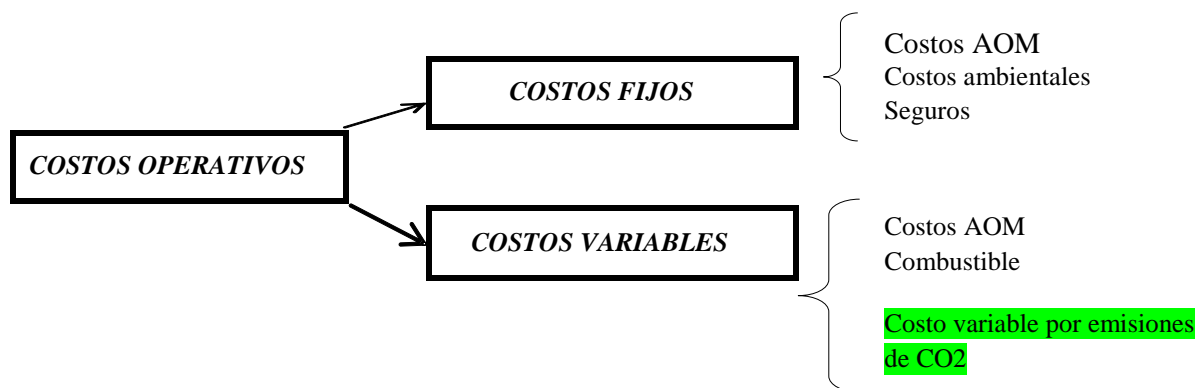 COSTOS OPERATIVOS
COSTOS FIJOS
Costos AOM
Costos ambientales
Seguros
COSTOS VARIABLES
Costos AOM
Combustible
Costo variable por emisiones
de CO2